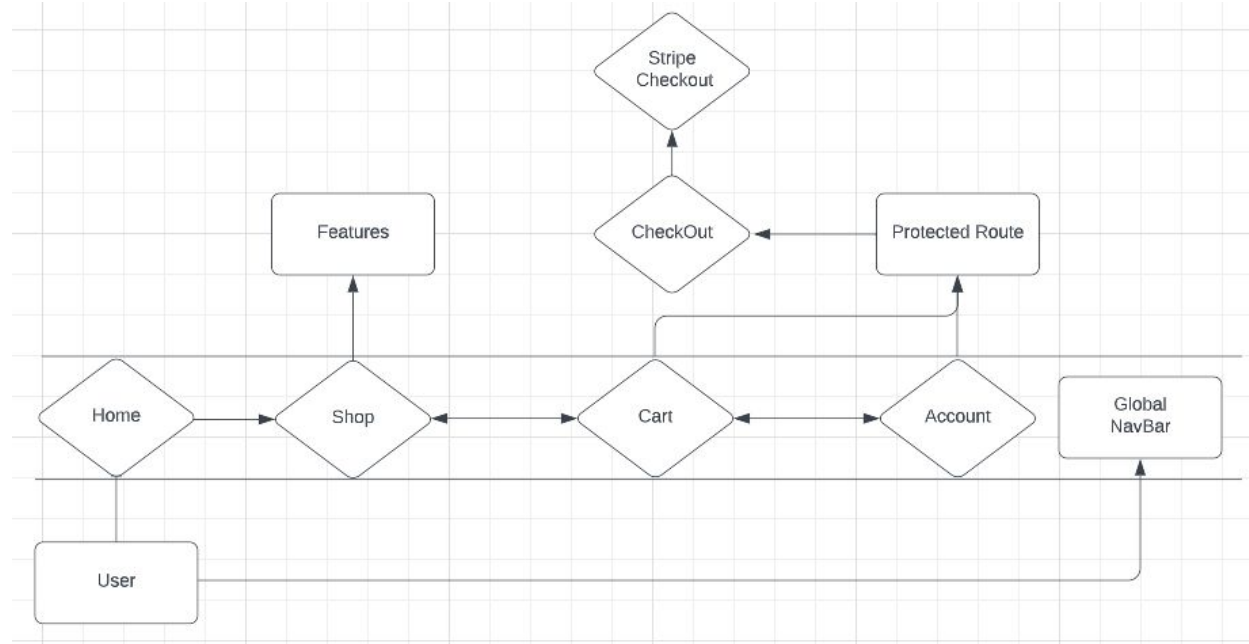 Stripe
Checkout
Features
CheckOut
Protected Route
Home
Shop
Cart
Account
Global
NavBar
User